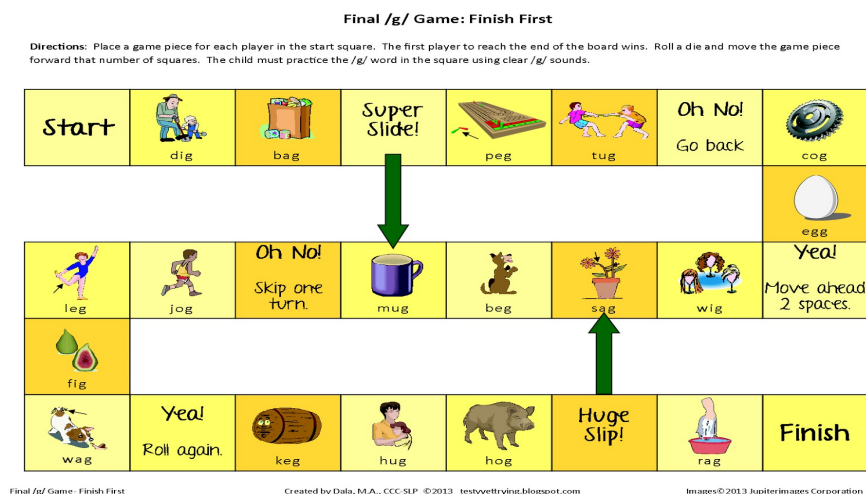 Final /g/ Game: Finish First
Directions: Place a game piece for each player in the start square. The first player to reach the end of the board wins. Roll a die and move the game piece
forward that number of squares. The child must practice the /g/ word in the square using clear /g/ sounds.
Start
dig
bag
Super
Slide!
peg
tug
Oh No!
Go back
cog
egg
Yea!
Move ahead
2 spaces.
wig
sag
beg
mug
Oh No!
Skip one
turn.
jog
leg
fig
wag
Yea!
Roll again.
keg
hug
hog
Huge
Slip!
rag
Finish
Final /g/ Game- Finish First
Created by Dala, M.A., CCC-SLP ©2013 testyyettrying.blogspot.com
Images©2013 Jupiterimages Corporation